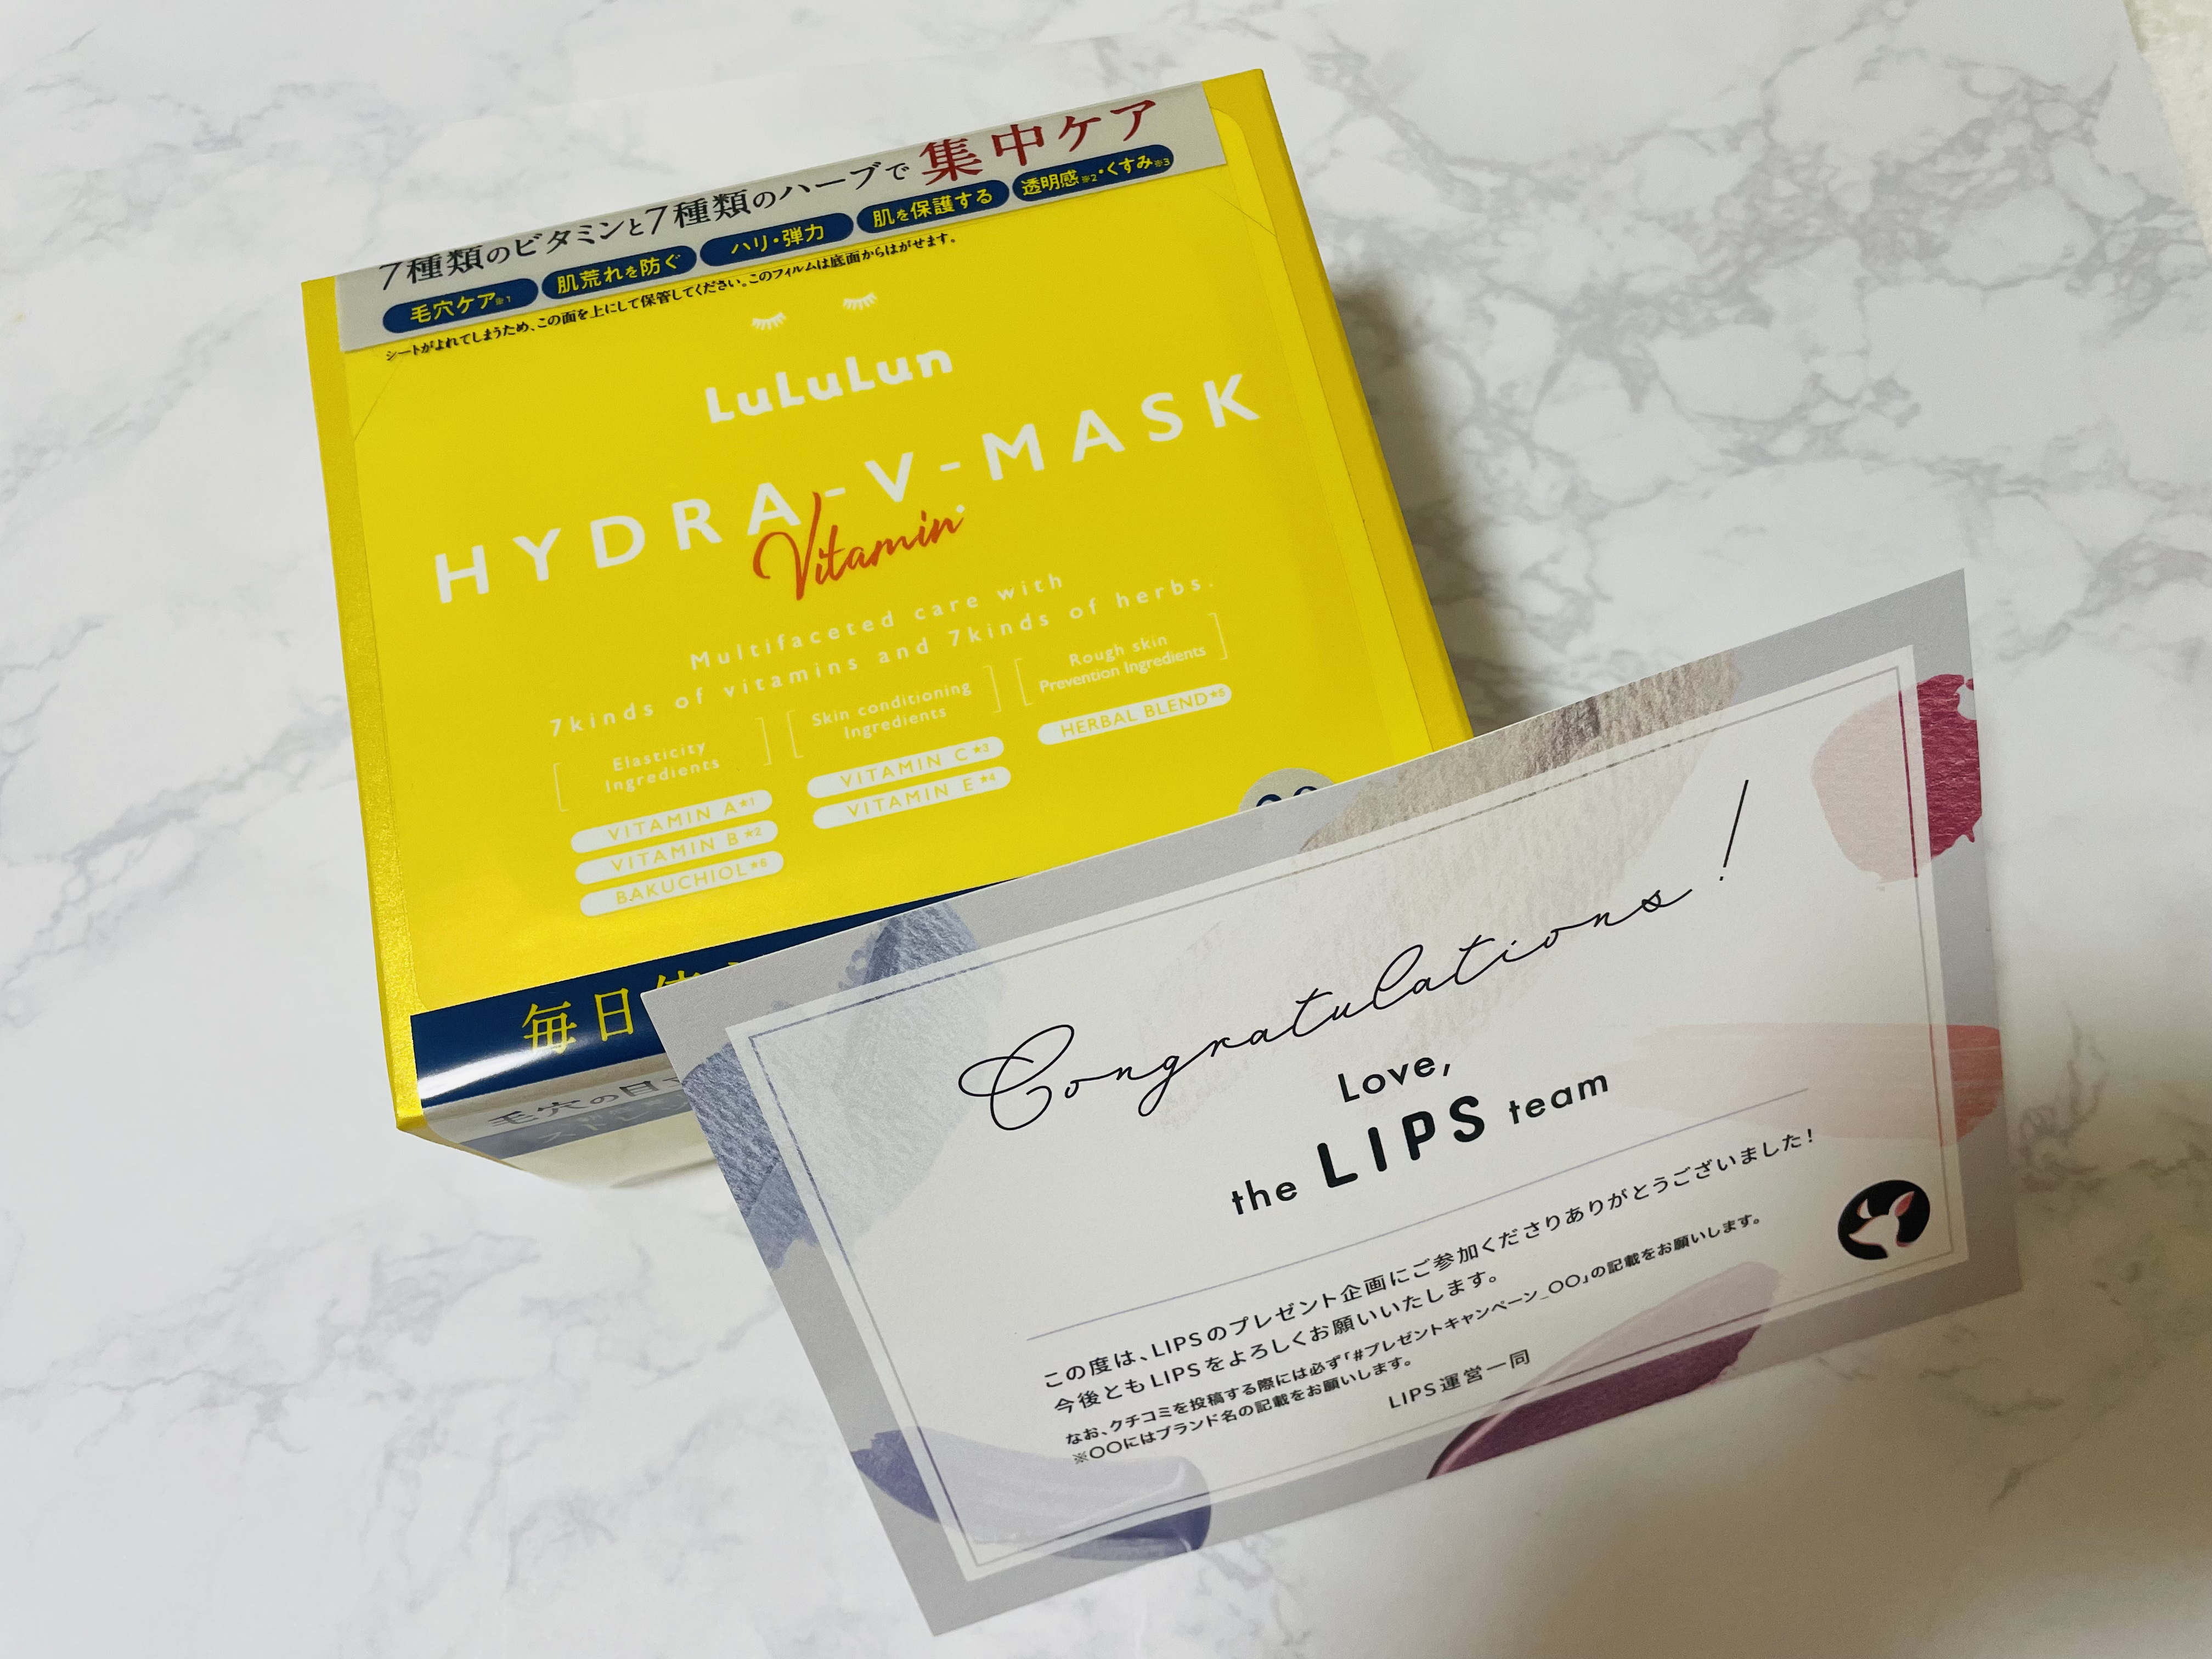 7種類のビタミンと7種類のハーブで集中ケア
毛穴ケア※1 肌荒れを防ぐ ハリ・弾力 肌を保護する 透明感※2・くすみ※3
シートがよれてしまうため、この面を上にして保管してください。このフィルムは底面からはがせます。
LuLuLun
HYDRA-V-MASK
Vitamin
Multifaceted care with
7kinds of vitamins and 7kinds of herbs.
Elasticity
Ingredients
VITAMIN A★1
VITAMIN B★2
BAKUCHIOL★6
Skin conditioning
Ingredients
VITAMIN C★3
VITAMIN E★4
Rough skin
Prevention Ingredients
HERBAL BLEND★5
毎日
毛穴の目
Congratulations!
Love,
the LIPS team
この度は、LIPSのプレゼント企画にご参加くださりありがとうございました!
今後ともLIPSをよろしくお願いいたします。
なお、クチコミを投稿する際には必ず「#プレゼントキャンペーン_〇〇」の記載をお願いします。
※〇〇にはブランド名の記載をお願いします。
LIPS運営一同